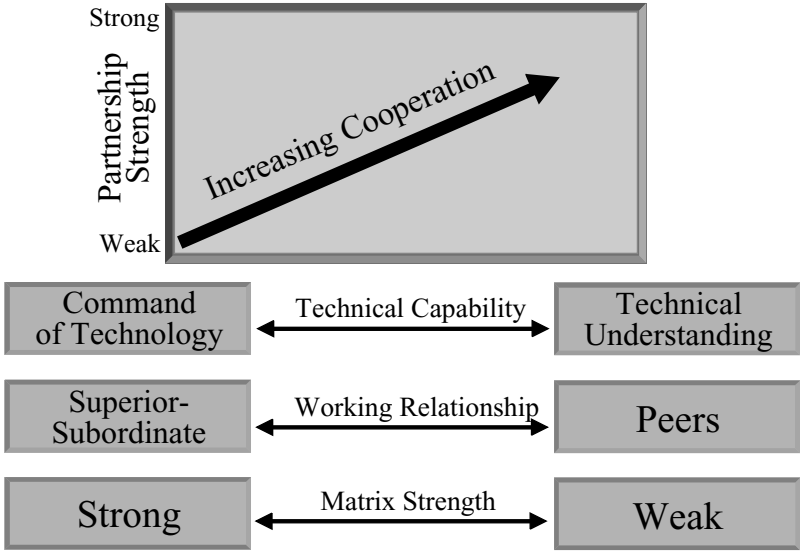 Strong
Partnership
Strength
Increasing Cooperation
Weak
Command
of Technology
Technical Capability
Technical
Understanding
Superior-
Subordinate
Working Relationship
Peers
Strong
Matrix Strength
Weak